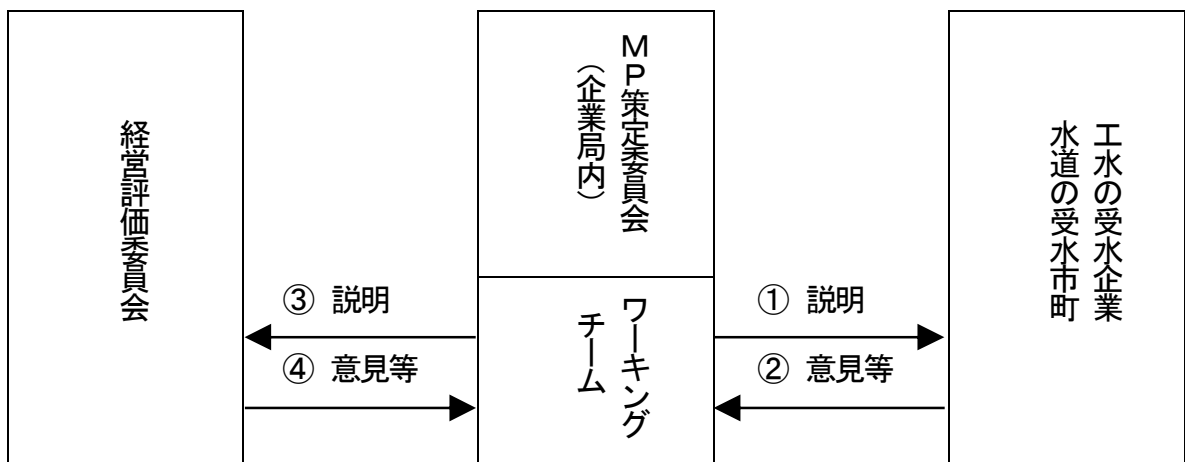 経営評価委員会
ＭＰ策定委員会
（企業局内）
ワーキング
チーム
工水の受水企業
水道の受水市町
③ 説明
④ 意見等
① 説明
② 意見等